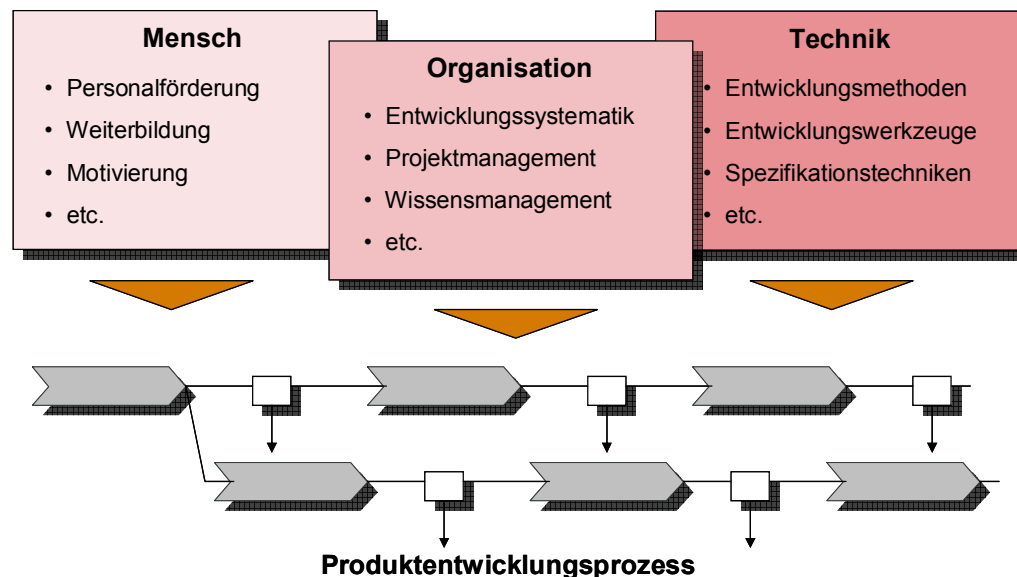 Mensch
• Personalförderung
• Weiterbildung
• Motivierung
• etc.
Organisation
• Entwicklungssystematik
• Projektmanagement
• Wissensmanagement
• etc.
Technik
• Entwicklungsmethoden
• Entwicklungswerkzeuge
• Spezifikationstechniken
• etc.
Produktentwicklungsprozess